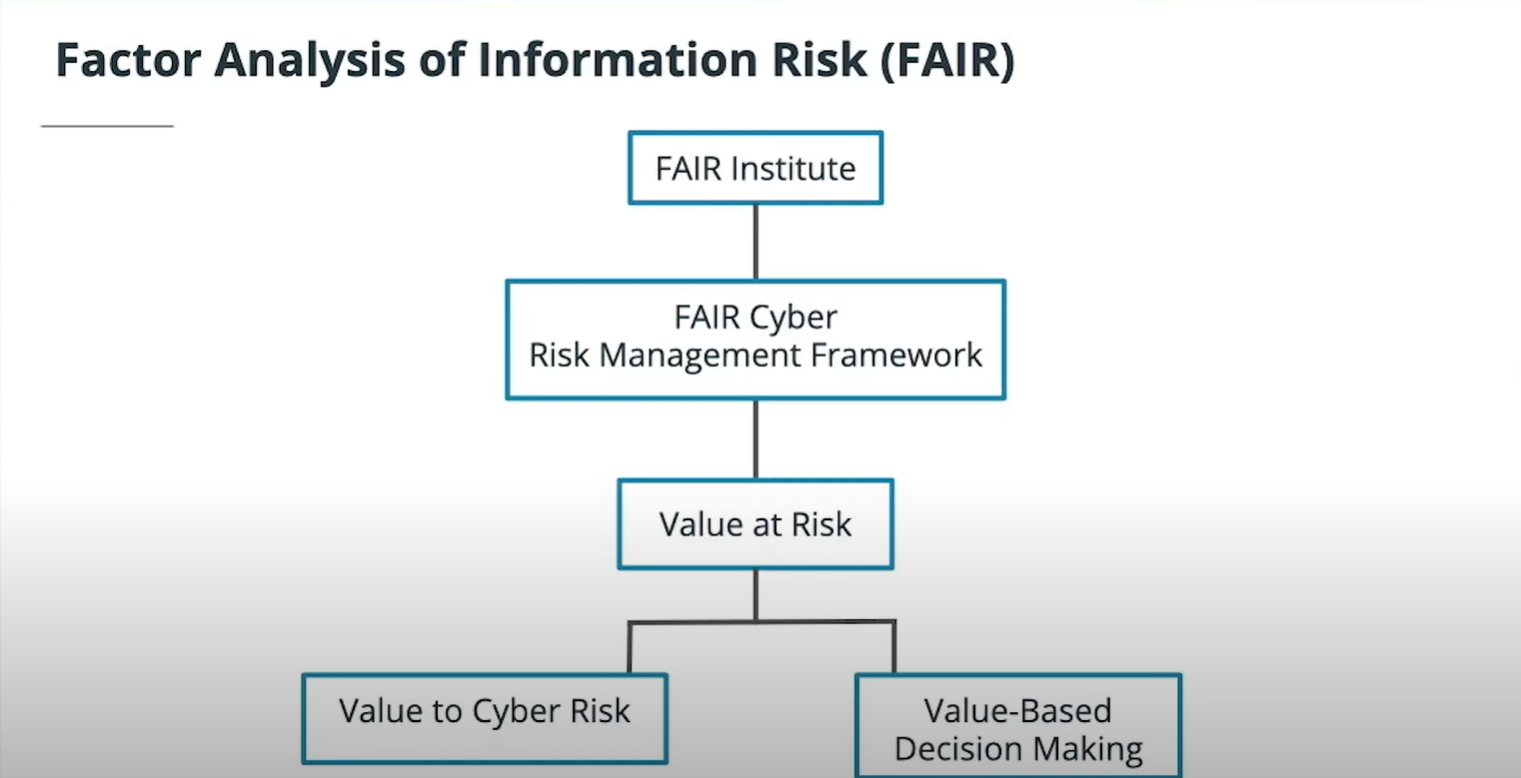 Factor Analysis of Information Risk (FAIR)
FAIR Institute
FAIR Cyber
Risk Management Framework
Value at Risk
Value to Cyber Risk
Value-Based
Decision Making